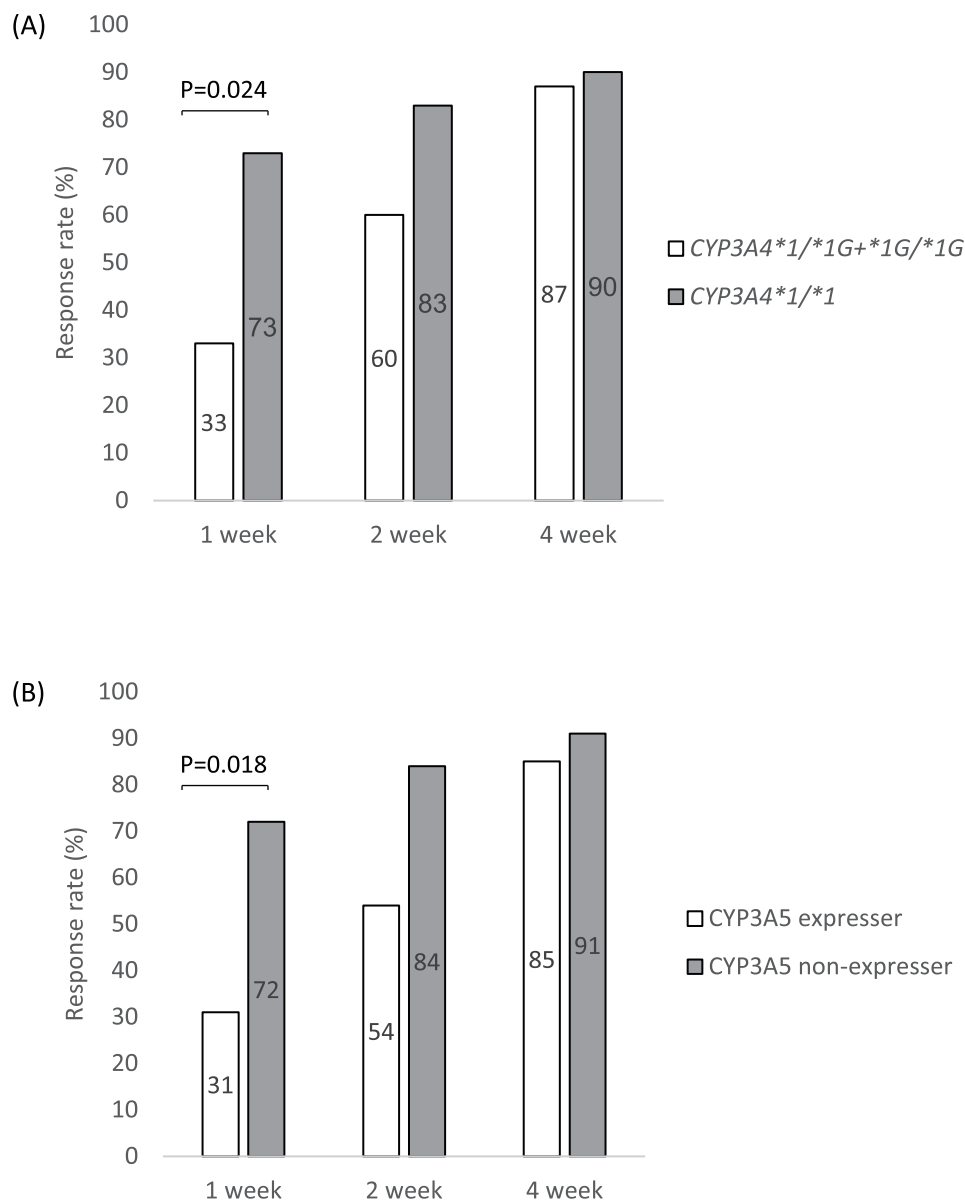 (A)
100
90
80
70
60
50
40
30
20
10
0
Response rate (%)
P=0.024
33
73
60
83
87
90
1 week
2 week
4 week
CYP3A4*1/*1G+*1G/*1G
CYP3A4*1/*1
(B)
100
90
80
70
60
50
40
30
20
10
0
Response rate (%)
P=0.018
31
72
54
84
85
91
1 week
2 week
4 week
CYP3A5 expresser
CYP3A5 non-expresser